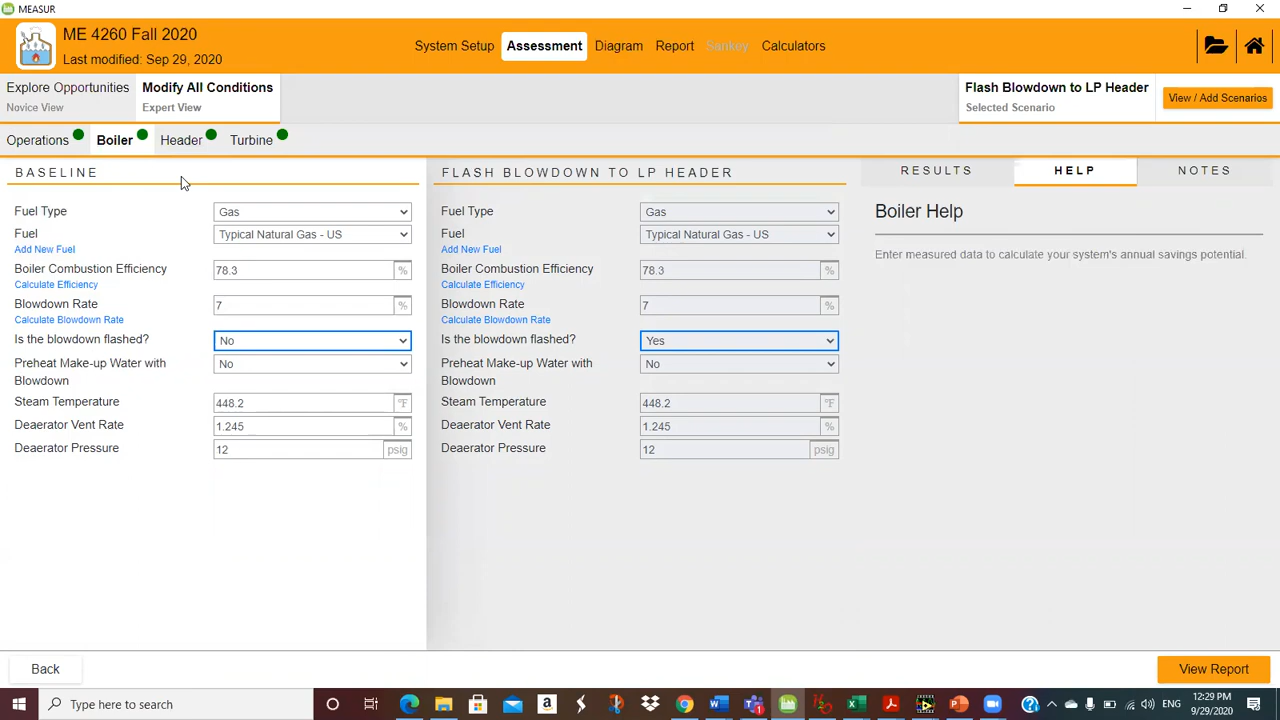 MEASUR
ME 4260 Fall 2020
Last modified: Sep 29, 2020
System Setup Assessment Diagram Report Sankey Calculators
Explore Opportunities
Novice View
Modify All Conditions
Expert View
Flash Blowdown to LP Header
Selected Scenario
View / Add Scenarios
Operations Boiler Header Turbine
BASELINE
Fuel Type Gas
Fuel Typical Natural Gas - US
Add New Fuel
Boiler Combustion Efficiency 78.3 %
Calculate Efficiency
Blowdown Rate 7 %
Calculate Blowdown Rate
Is the blowdown flashed? No
Preheat Make-up Water with No
Blowdown
Steam Temperature 448.2 °F
Deaerator Vent Rate 1.245 %
Deaerator Pressure 12 psig
FLASH BLOWDOWN TO LP HEADER
Fuel Type Gas
Fuel Typical Natural Gas - US
Add New Fuel
Boiler Combustion Efficiency 78.3 %
Calculate Efficiency
Blowdown Rate 7 %
Calculate Blowdown Rate
Is the blowdown flashed? Yes
Preheat Make-up Water with No
Blowdown
Steam Temperature 448.2 °F
Deaerator Vent Rate 1.245 %
Deaerator Pressure 12 psig
RESULTS HELP NOTES
Boiler Help
Enter measured data to calculate your system's annual savings potential.
Back
View Report
Type here to search
12:29 PM
9/29/2020